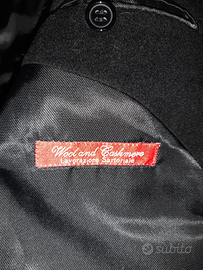 Wool and Cashmere
Lavorazione Sartoriale
subito